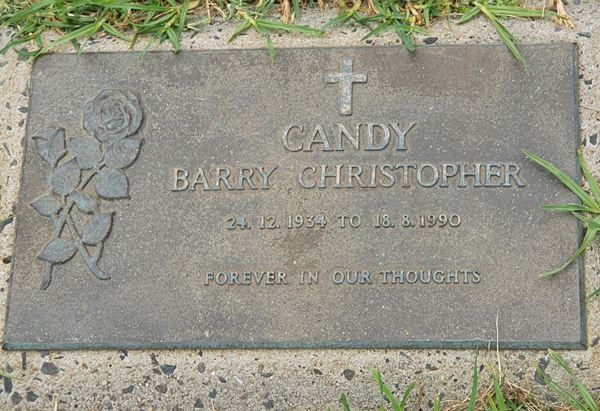 CANDY
BARRY CHRISTOPHER
24.12.1934 TO 18.8.1990
FOREVER IN OUR THOUGHTS